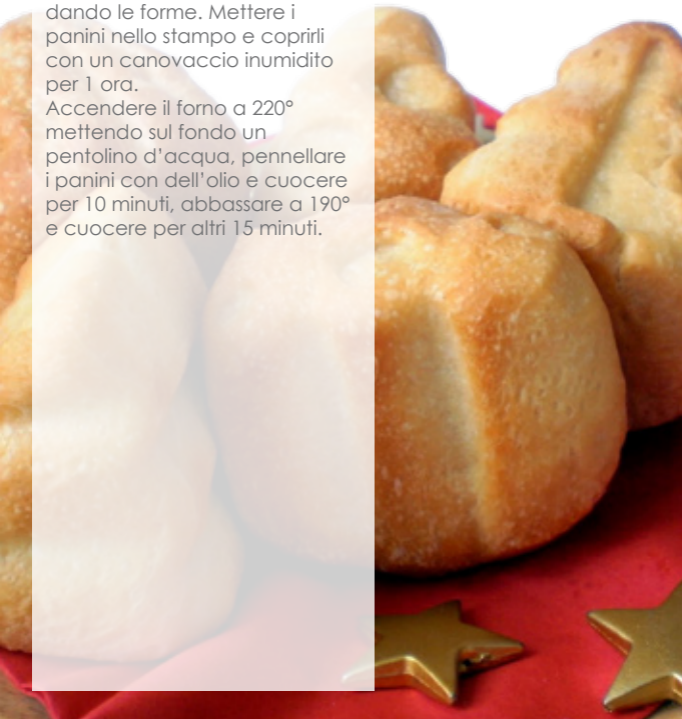 dando le forme. Mettere i
panini nello stampo e coprirli
con un canovaccio inumidito
per 1 ora.
Accendere il forno a 220°
mettendo sul fondo un
pentolino d’acqua, pennellare
i panini con dell’olio e cuocere
per 10 minuti, abbassare a 190°
e cuocere per altri 15 minuti.